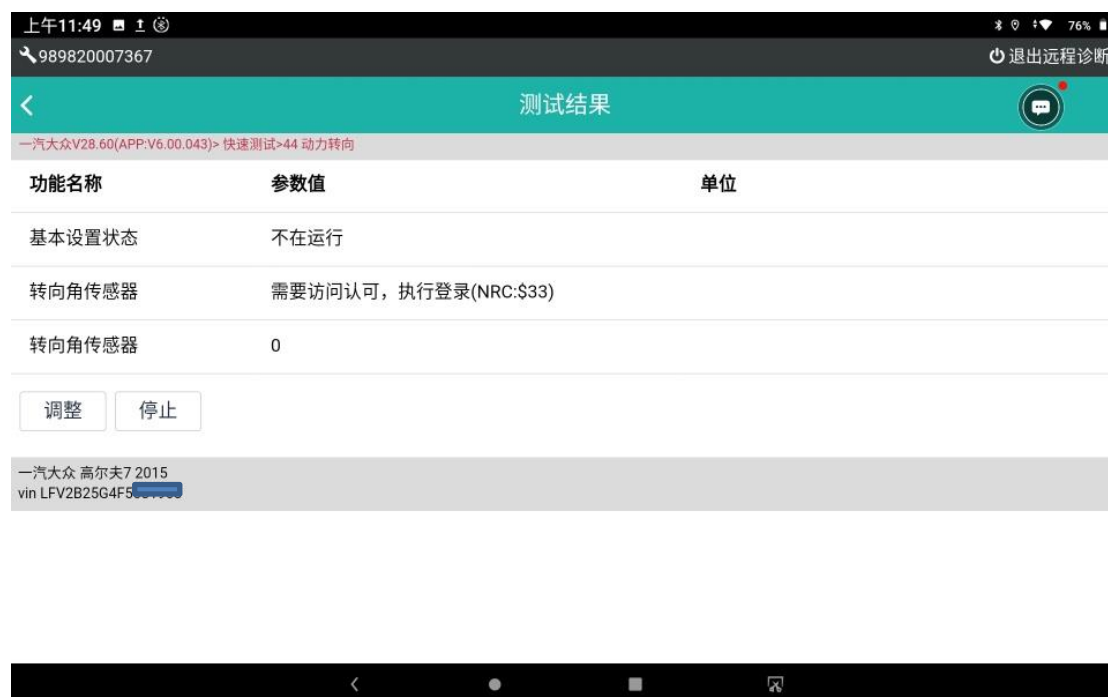 上午11:49 76%
989820007367 退出远程诊断
测试结果
一汽大众V28.60(APP:V6.00.043)> 快速测试>44 动力转向
功能名称 参数值 单位
基本设置状态 不在运行
转向角传感器 需要访问认可，执行登录(NRC:$33)
转向角传感器 0
调整 停止
一汽大众 高尔夫7 2015
vin LFV2B25G4F5